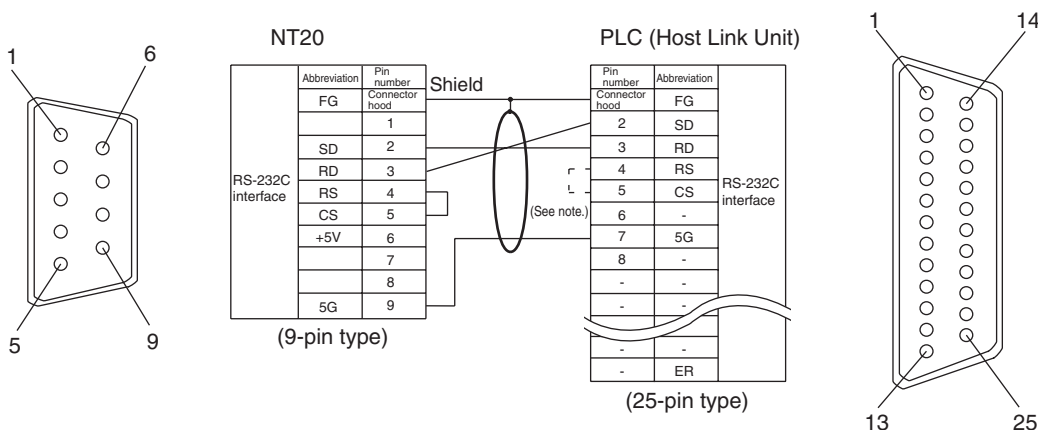 NT20
PLC (Host Link Unit)
1
6
5
9
Abbreviation
Pin number
FG
Connector hood
1
SD
2
RD
3
RS
4
CS
5
+5V
6
7
8
5G
9
RS-232C interface
(9-pin type)
Shield
(See note.)
Pin number
Abbreviation
Connector hood
FG
2
SD
3
RD
4
RS
5
CS
6
-
7
5G
8
-
-
-
-
-
-
-
ER
RS-232C interface
(25-pin type)
1
14
13
25